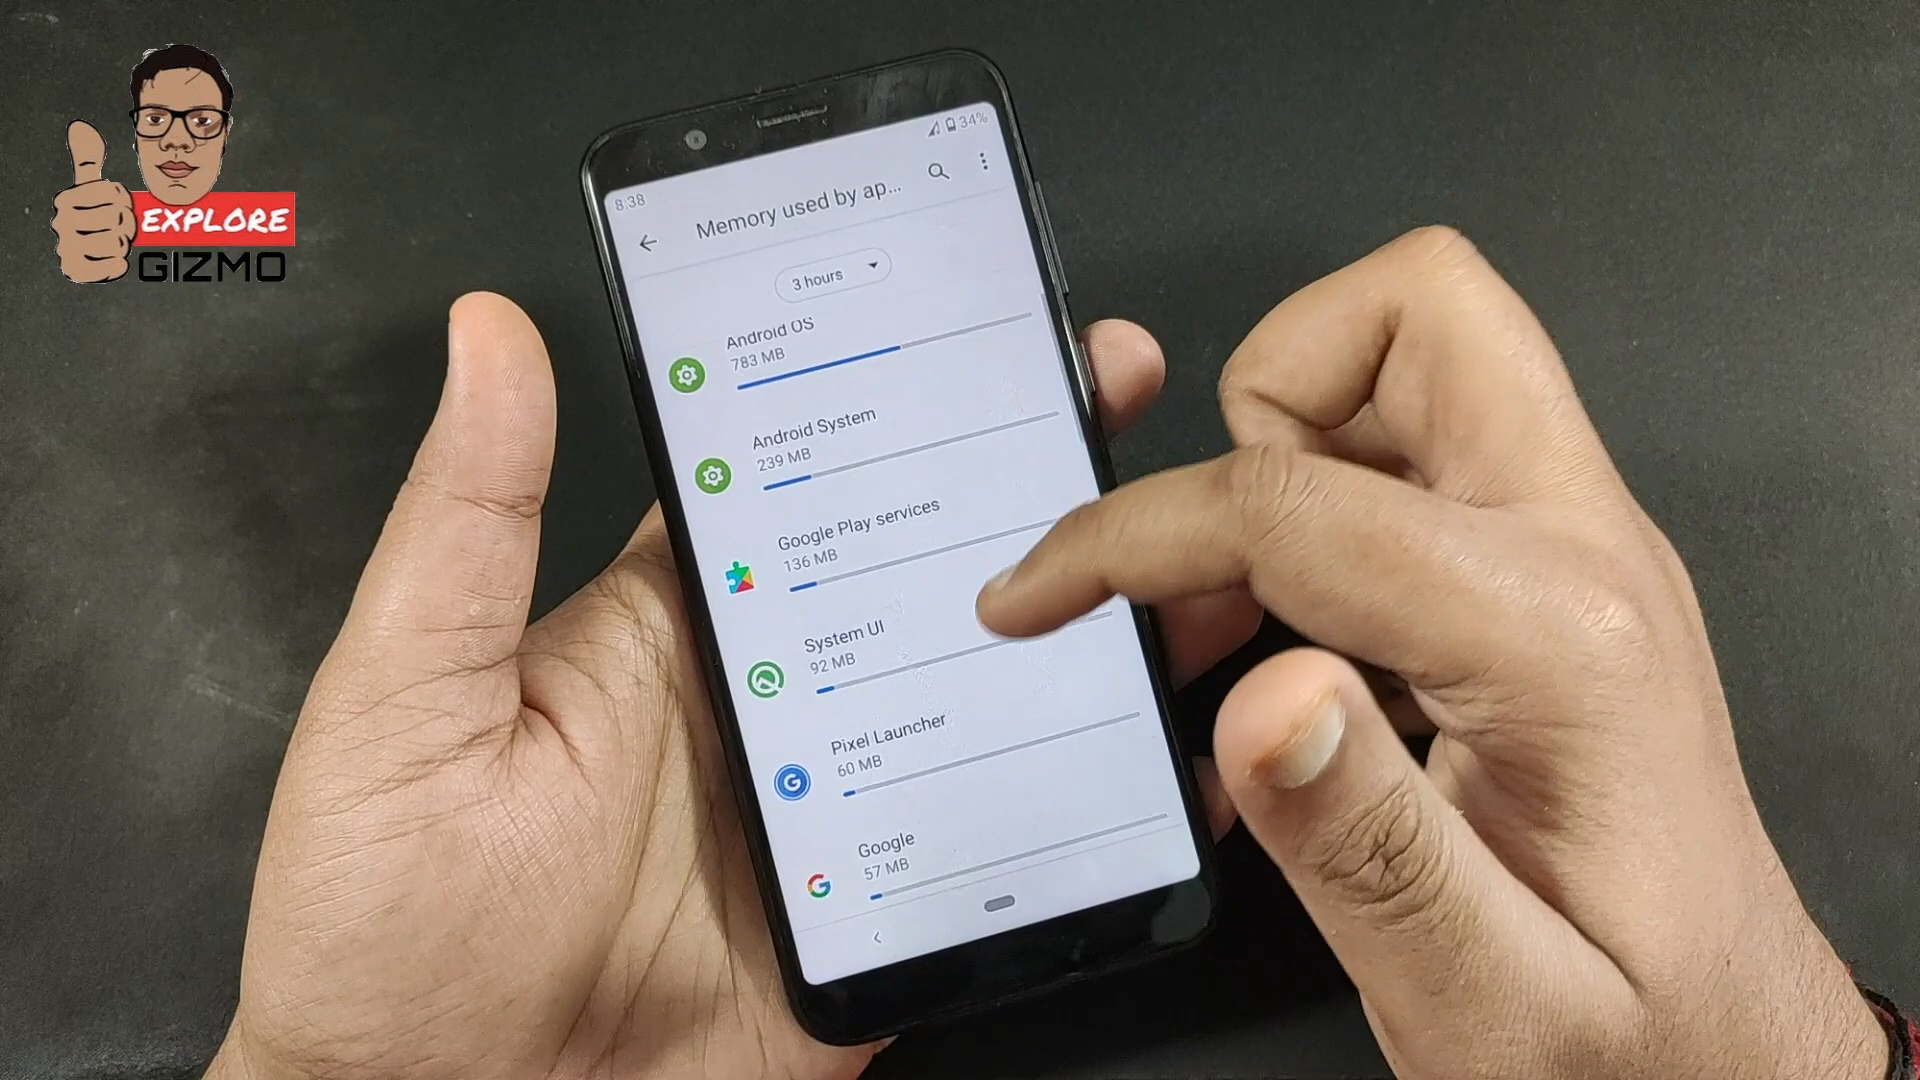 EXPLORE
GIZMO
8:38
34%
Memory used by ap...
3 hours
Android OS
783 MB
Android System
239 MB
Google Play services
136 MB
System UI
92 MB
Pixel Launcher
60 MB
Google
57 MB